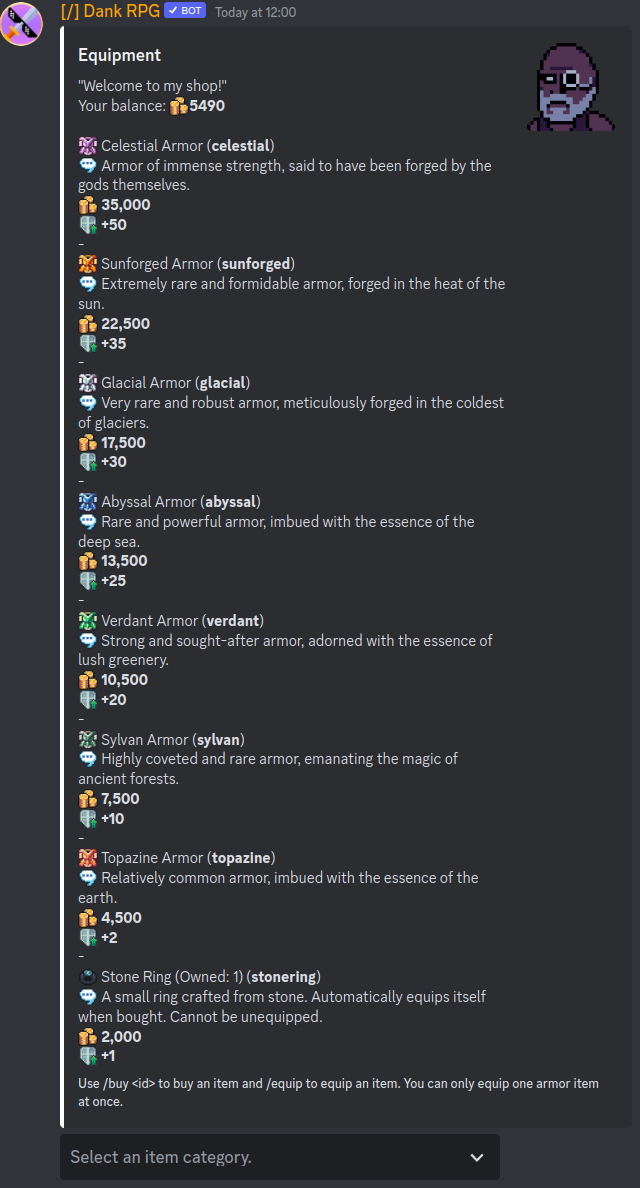 [/] Dank RPG ✓ BOT Today at 12:00
Equipment
"Welcome to my shop!"
Your balance: 5490
Celestial Armor (celestial)
Armor of immense strength, said to have been forged by the
gods themselves.
35,000
+50
-
Sunforged Armor (sunforged)
Extremely rare and formidable armor, forged in the heat of the
sun.
22,500
+35
-
Glacial Armor (glacial)
Very rare and robust armor, meticulously forged in the coldest
of glaciers.
17,500
+30
-
Abyssal Armor (abyssal)
Rare and powerful armor, imbued with the essence of the
deep sea.
13,500
+25
-
Verdant Armor (verdant)
Strong and sought-after armor, adorned with the essence of
lush greenery.
10,500
+20
-
Sylvan Armor (sylvan)
Highly coveted and rare armor, emanating the magic of
ancient forests.
7,500
+10
-
Topazine Armor (topazine)
Relatively common armor, imbued with the essence of the
earth.
4,500
+2
-
Stone Ring (Owned: 1) (stonering)
A small ring crafted from stone. Automatically equips itself
when bought. Cannot be unequipped.
2,000
+1
Use /buy <id> to buy an item and /equip to equip an item. You can only equip one armor item
at once.
Select an item category.